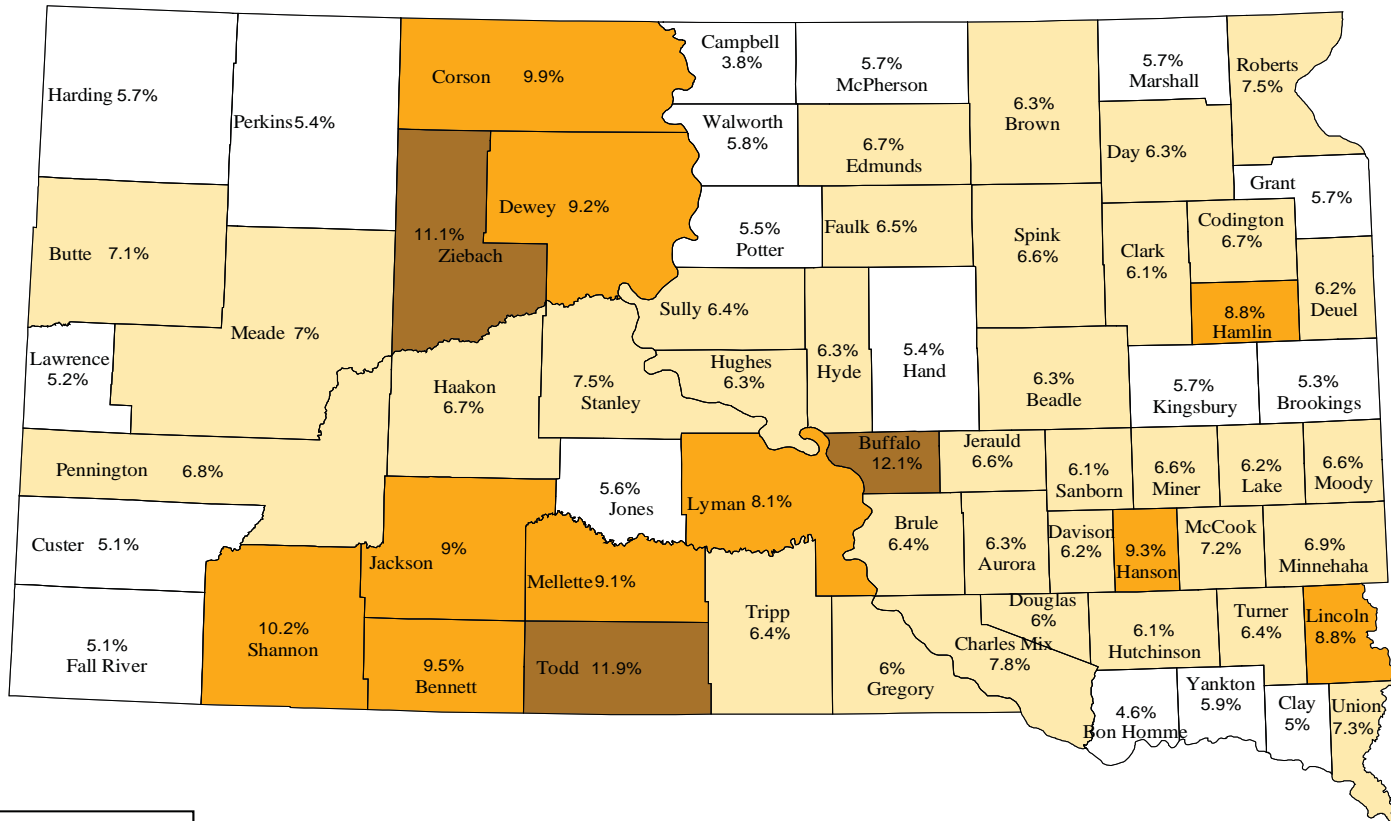 Harding 5.7%
Perkins 5.4%
Corson 9.9%
Campbell
3.8%
5.7%
McPherson
6.3%
Brown
5.7%
Marshall
Roberts
7.5%
Walworth
5.8%
6.7%
Edmunds
Day 6.3%
Grant
5.7%
Butte 7.1%
11.1%
Ziebach
Dewey 9.2%
5.5%
Potter
Faulk 6.5%
Spink
6.6%
Clark
6.1%
Codington
6.7%
6.2%
Deuel
8.8%
Hamlin
Lawrence
5.2%
Meade 7%
Haakon
6.7%
7.5%
Stanley
Sully 6.4%
Hughes
6.3%
6.3%
Hyde
5.4%
Hand
6.3%
Beadle
5.7%
Kingsbury
5.3%
Brookings
Pennington 6.8%
5.6%
Jones
Lyman 8.1%
Buffalo
12.1%
Jerauld
6.6%
6.1%
Sanborn
6.6%
Miner
6.2%
Lake
6.6%
Moody
Custer 5.1%
9%
Jackson
Mellette 9.1%
Brule
6.4%
6.3%
Aurora
Davison
6.2%
9.3%
Hanson
McCook
7.2%
6.9%
Minnehaha
5.1%
Fall River
10.2%
Shannon
9.5%
Bennett
Todd 11.9%
Tripp
6.4%
6%
Gregory
Charles Mix
7.8%
Douglas
6%
6.1%
Hutchinson
Turner
6.4%
Lincoln
8.8%
4.6%
Bon Homme
Yankton
5.9%
Clay
5%
Union
7.3%